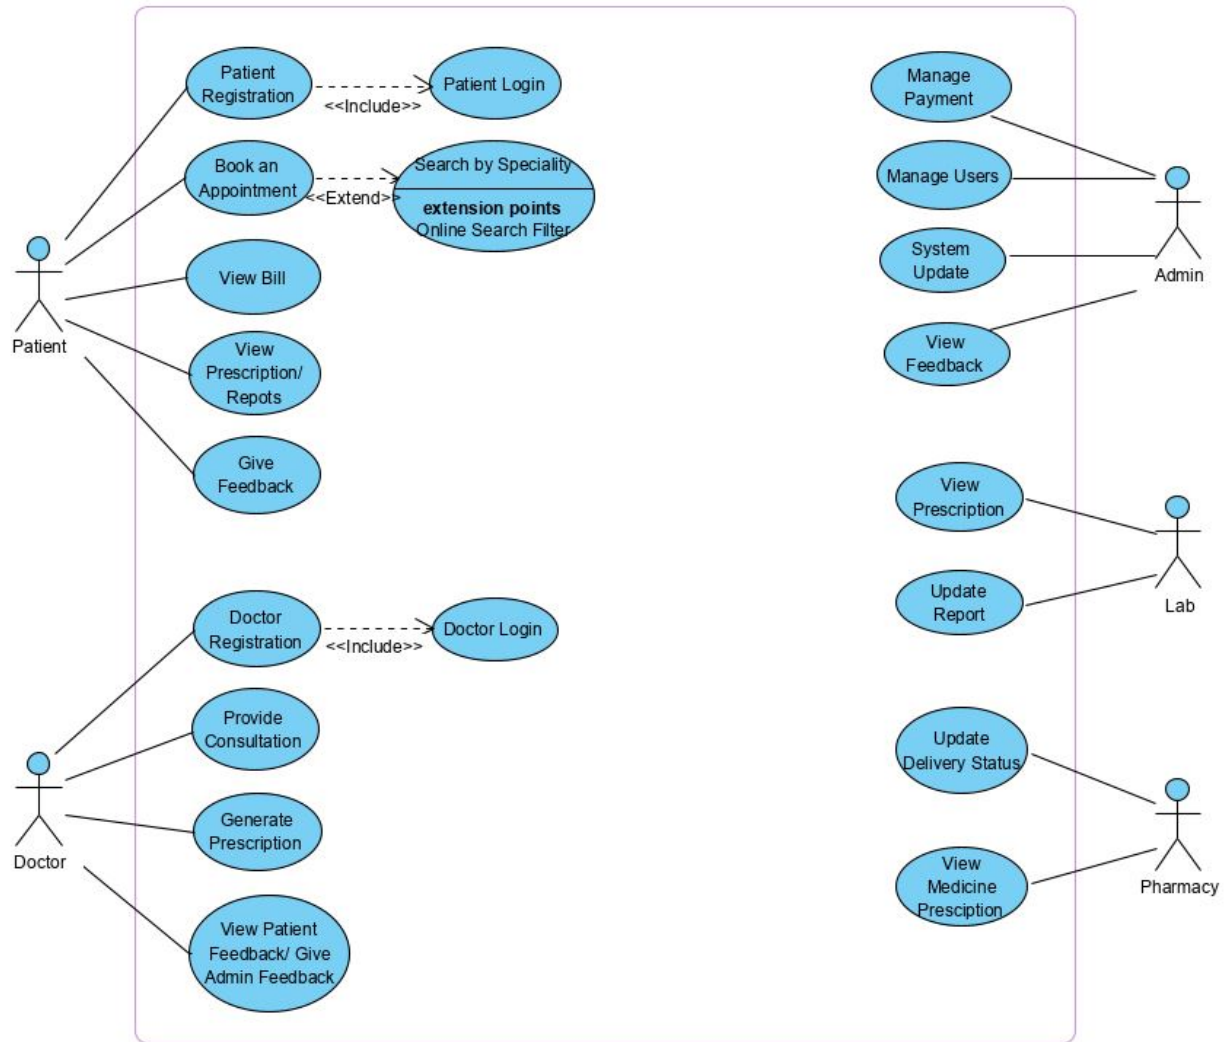 Patient
Registration
<<Include>>
Patient Login
Book an
Appointment
<<Extend>>
Search by Speciality
extension points
Online Search Filter
View Bill
View
Prescription/
Repots
Give
Feedback
Patient
Doctor
Registration
<<Include>>
Doctor Login
Provide
Consultation
Generate
Prescription
View Patient
Feedback/ Give
Admin Feedback
Doctor
Manage
Payment
Manage Users
System
Update
View
Feedback
Admin
View
Prescription
Update
Report
Lab
Update
Delivery Status
View
Medicine
Presciption
Pharmacy